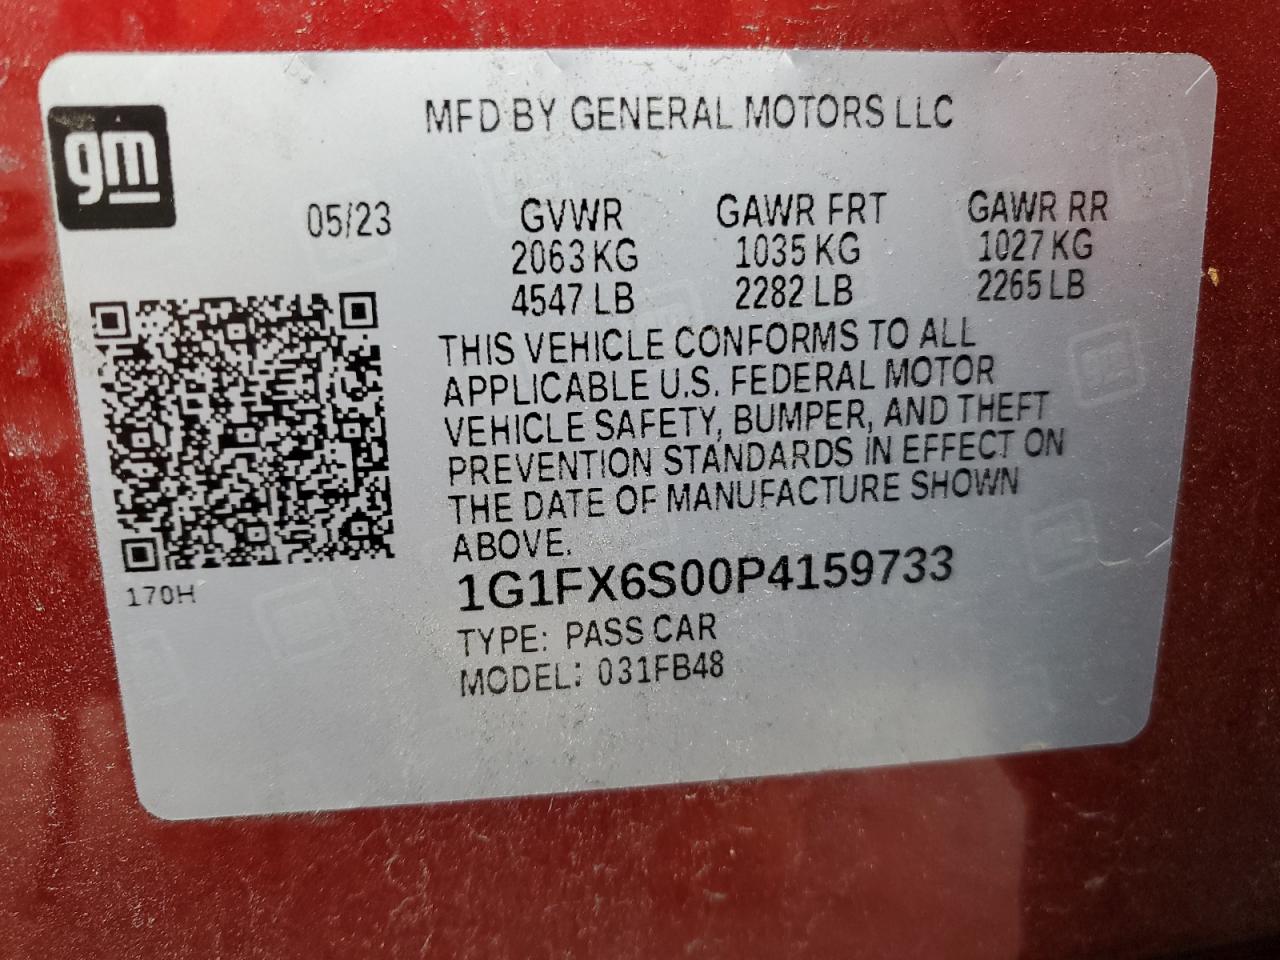 MFD BY GENERAL MOTORS LLC
gm
05/23 GVWR GAWR FRT GAWR RR
2063 KG 1035 KG 1027 KG
4547 LB 2282 LB 2265 LB
THIS VEHICLE CONFORMS TO ALL
APPLICABLE U.S. FEDERAL MOTOR
VEHICLE SAFETY, BUMPER, AND THEFT
PREVENTION STANDARDS IN EFFECT ON
THE DATE OF MANUFACTURE SHOWN
ABOVE.
170H
1G1FX6S00P4159733
TYPE: PASS CAR
MODEL: 031FB48